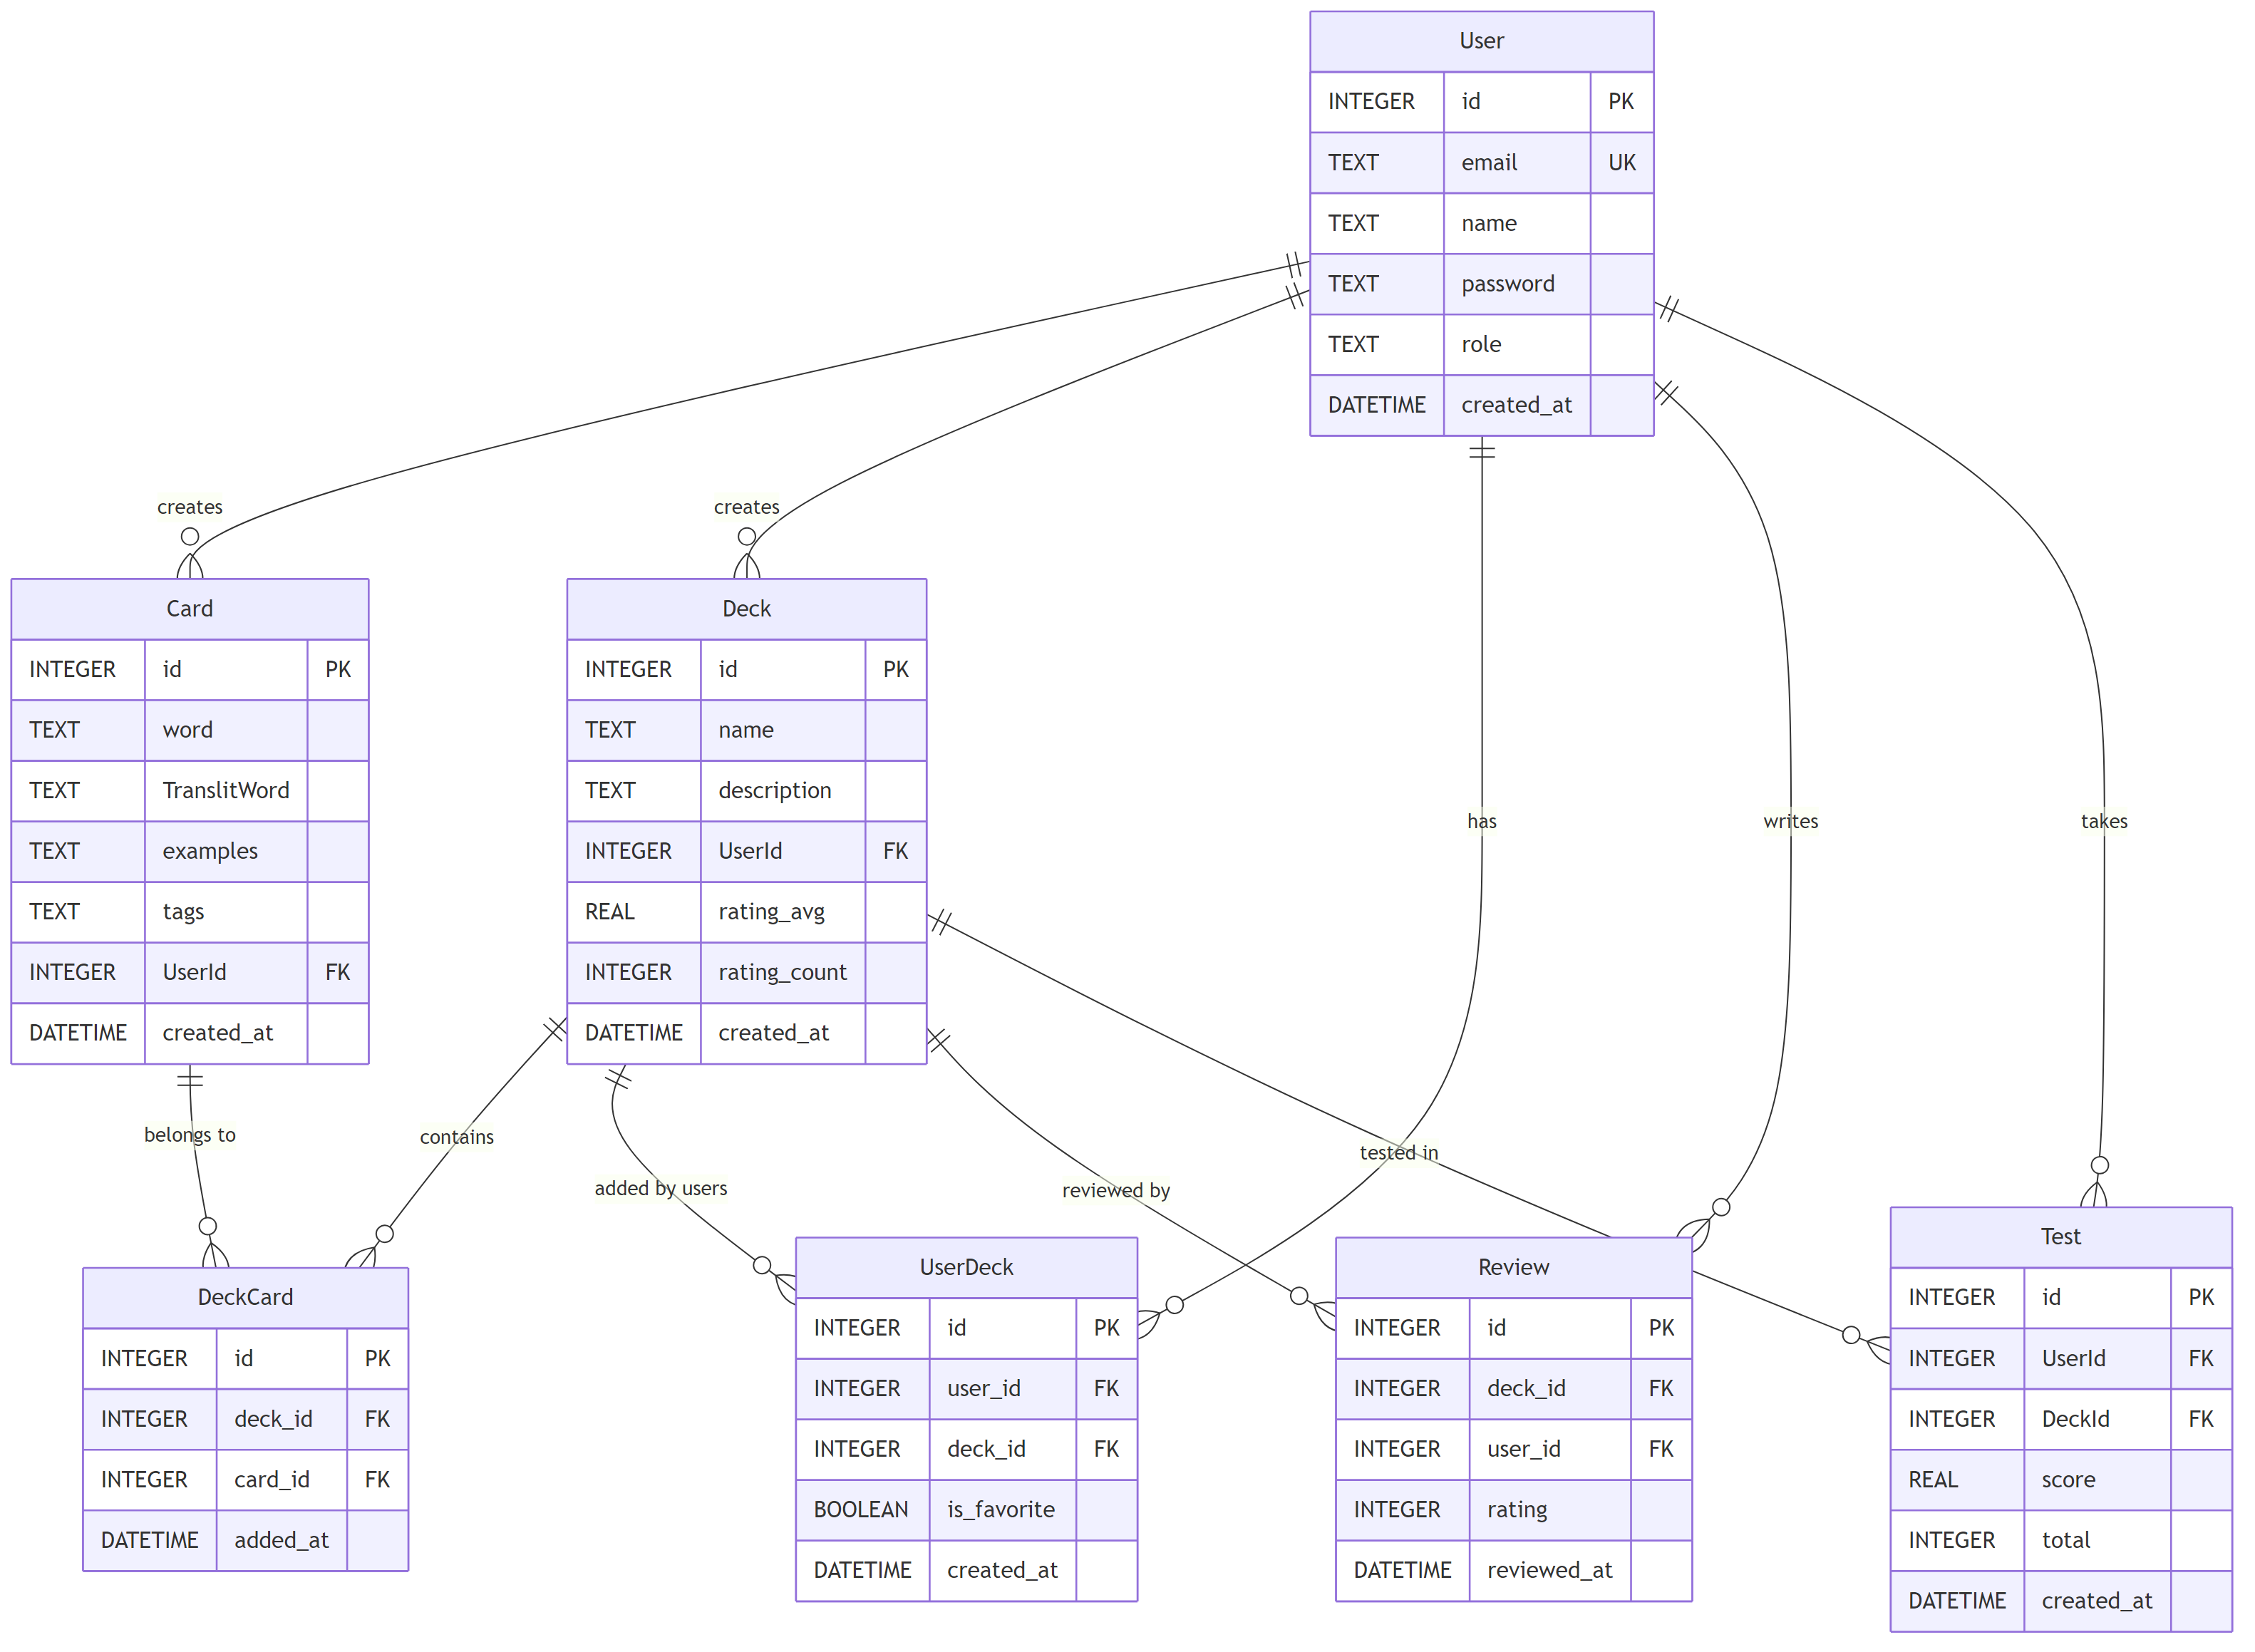 User
INTEGER id PK
TEXT email UK
TEXT name
TEXT password
TEXT role
DATETIME created_at
creates
creates
Card
INTEGER id PK
TEXT word
TEXT TranslitWord
TEXT examples
TEXT tags
INTEGER UserId FK
DATETIME created_at
Deck
INTEGER id PK
TEXT name
TEXT description
INTEGER UserId FK
REAL rating_avg
INTEGER rating_count
DATETIME created_at
has
writes
takes
belongs to
contains
added by users
reviewed by
tested in
DeckCard
INTEGER id PK
INTEGER deck_id FK
INTEGER card_id FK
DATETIME added_at
UserDeck
INTEGER id PK
INTEGER user_id FK
INTEGER deck_id FK
BOOLEAN is_favorite
DATETIME created_at
Review
INTEGER id PK
INTEGER deck_id FK
INTEGER user_id FK
INTEGER rating
DATETIME reviewed_at
Test
INTEGER id PK
INTEGER UserId FK
INTEGER DeckId FK
REAL score
INTEGER total
DATETIME created_at